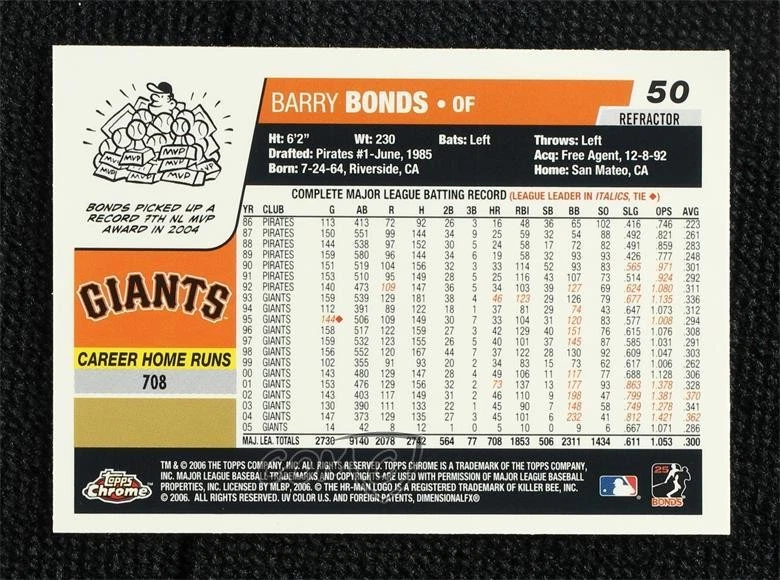 BARRY BONDS • OF
50
REFRACTOR
Ht: 6'2" Wt: 230 Bats: Left Throws: Left
Drafted: Pirates #1-June, 1985 Acq: Free Agent, 12-8-92
Born: 7-24-64, Riverside, CA Home: San Mateo, CA
MVP MVP MVP MVP MVP MVP
BONDS PICKED UP A
RECORD 7TH NL MVP
AWARD IN 2004
GIANTS
CAREER HOME RUNS
708
COMPLETE MAJOR LEAGUE BATTING RECORD (LEAGUE LEADER IN ITALICS, TIE ♦)
YR CLUB G AB R H 2B 3B HR RBI SB BB SO SLG OPS AVG
86 PIRATES 113 413 72 92 26 3 16 48 36 65 102 .416 .746 .223
87 PIRATES 150 551 99 144 34 9 25 59 32 54 88 .492 .821 .261
88 PIRATES 144 538 97 152 30 5 24 58 17 72 82 .491 .859 .283
89 PIRATES 159 580 96 144 34 6 19 58 32 93 93 .426 .777 .248
90 PIRATES 151 519 104 156 32 3 33 114 52 93 83 .565 .971 .301
91 PIRATES 153 510 95 149 28 5 25 116 43 107 73 .514 .924 .292
92 PIRATES 140 473 109 147 36 5 34 103 39 127 69 .624 1.080 .311
93 GIANTS 159 539 129 181 38 4 46 123 29 126 79 .677 1.135 .336
94 GIANTS 112 391 89 122 18 1 37 81 29 74 43 .647 1.073 .312
95 GIANTS 144♦ 506 109 149 30 7 33 104 31 120 83 .577 1.008 .294
96 GIANTS 158 517 122 159 27 3 42 129 40 151 76 .615 1.076 .308
97 GIANTS 159 532 123 155 26 5 40 101 37 145 87 .585 1.031 .291
98 GIANTS 156 552 120 167 44 7 37 122 28 130 92 .609 1.047 .303
99 GIANTS 102 355 91 93 20 2 34 83 15 73 62 .617 1.006 .262
00 GIANTS 143 480 129 147 28 4 49 106 11 117 77 .688 1.128 .306
01 GIANTS 153 476 129 156 32 2 73 137 13 177 93 .863 1.378 .328
02 GIANTS 143 403 117 149 31 2 46 110 9 198 47 .799 1.381 .370
03 GIANTS 130 390 111 133 22 1 45 90 7 148 58 .749 1.278 .341
04 GIANTS 147 373 129 135 27 3 45 101 6 232 41 .812 1.421 .362
05 GIANTS 14 42 8 12 1 0 5 10 0 9 6 .667 1.071 .286
MAJ. LEA. TOTALS 2730 9140 2078 2742 564 77 708 1853 506 2311 1434 .611 1.053 .300
Topps Chrome
TM & © 2006 THE TOPPS COMPANY, INC. ALL RIGHTS RESERVED. TOPPS CHROME IS A TRADEMARK OF THE TOPPS COMPANY,
INC. MAJOR LEAGUE BASEBALL TRADEMARKS AND COPYRIGHTS ARE USED WITH PERMISSION OF MAJOR LEAGUE BASEBALL
PROPERTIES, INC. LICENSED BY MLBP, 2006. © THE HR-MAN LOGO IS A REGISTERED TRADEMARK OF KILLER BEE, INC.
© 2006. ALL RIGHTS RESERVED. UV COLOR U.S. AND FOREIGN PATENTS, DIMENSIONALFX®
25
BONDS